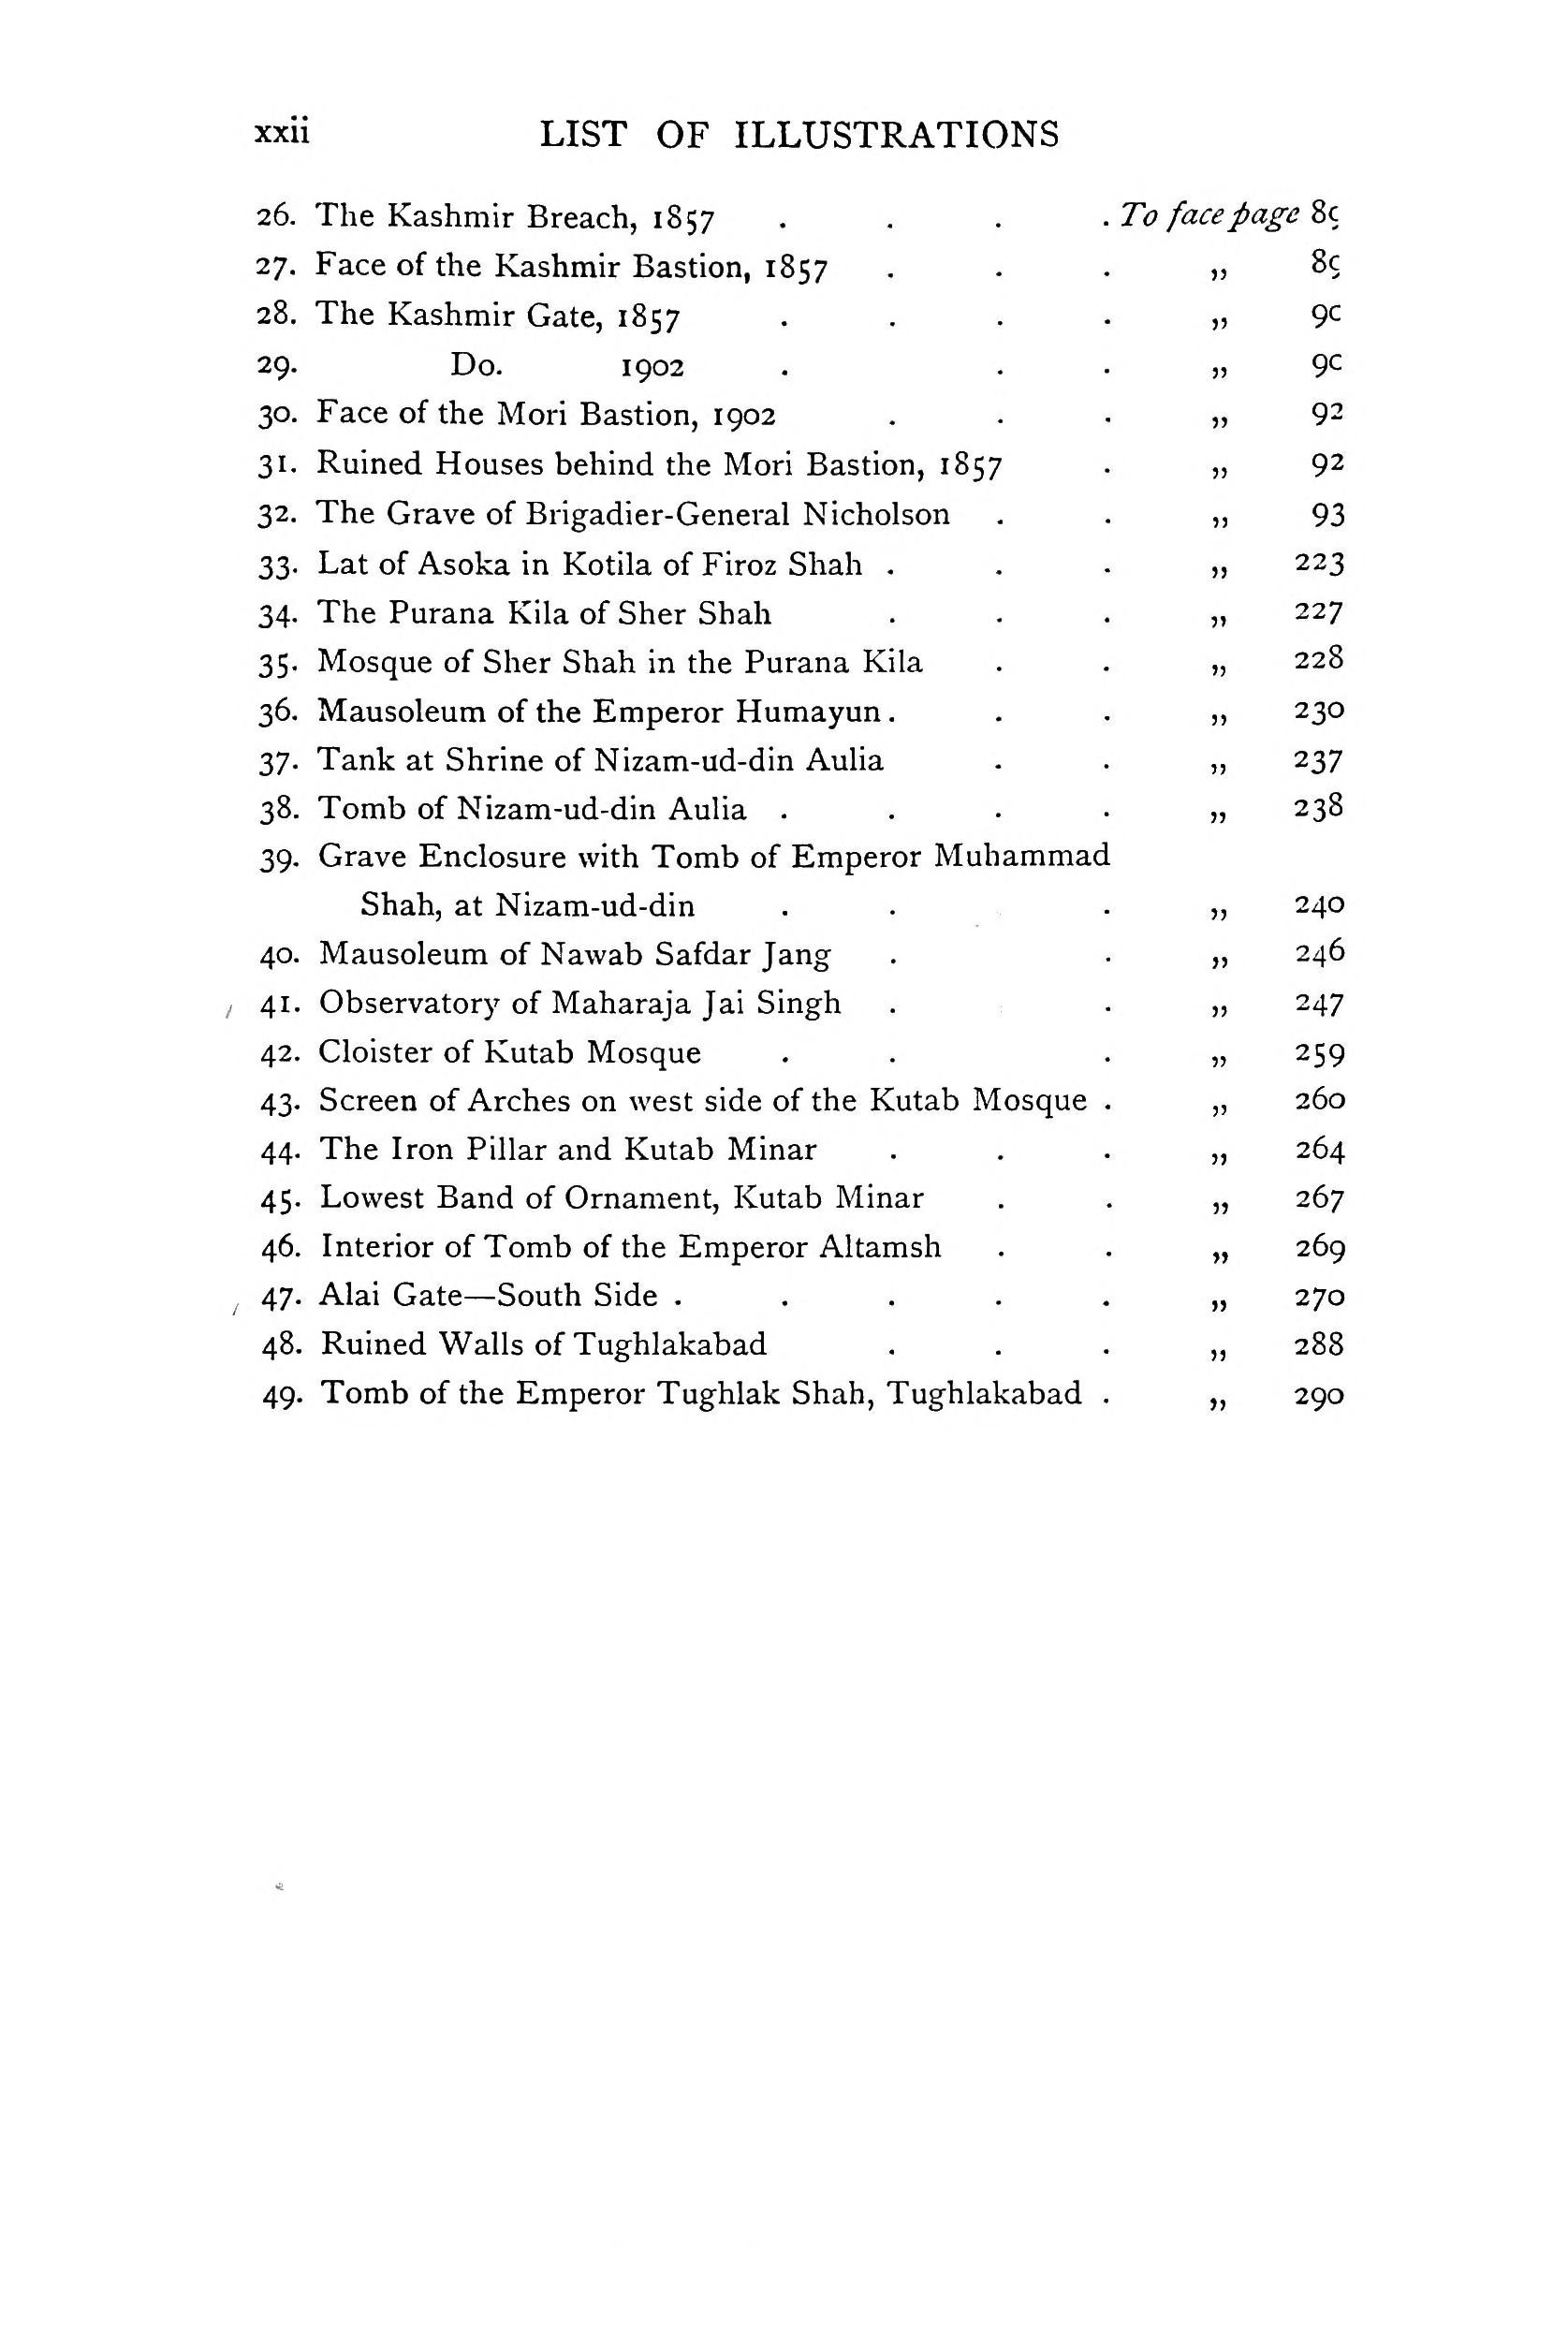 xxii LIST OF ILLUSTRATIONS
26. The Kashmir Breach, 1857 . . . . To face page 89
27. Face of the Kashmir Bastion, 1857 . . . „ 89
28. The Kashmir Gate, 1857 . . . . „ 90
29. Do. 1902 . . . „ 90
30. Face of the Mori Bastion, 1902 . . . „ 92
31. Ruined Houses behind the Mori Bastion, 1857 . „ 92
32. The Grave of Brigadier-General Nicholson . . „ 93
33. Lat of Asoka in Kotila of Firoz Shah . . . „ 223
34. The Purana Kila of Sher Shah . . . „ 227
35. Mosque of Sher Shah in the Purana Kila . . „ 228
36. Mausoleum of the Emperor Humayun . . . „ 230
37. Tank at Shrine of Nizam-ud-din Aulia . . „ 237
38. Tomb of Nizam-ud-din Aulia . . . . „ 238
39. Grave Enclosure with Tomb of Emperor Muhammad
Shah, at Nizam-ud-din . . . „ 240
40. Mausoleum of Nawab Safdar Jang . . „ 246
41. Observatory of Maharaja Jai Singh . . „ 247
42. Cloister of Kutab Mosque . . . „ 259
43. Screen of Arches on west side of the Kutab Mosque . „ 260
44. The Iron Pillar and Kutab Minar . . . „ 264
45. Lowest Band of Ornament, Kutab Minar . . „ 267
46. Interior of Tomb of the Emperor Altamsh . . „ 269
47. Alai Gate—South Side . . . . . „ 270
48. Ruined Walls of Tughlakabad . . . „ 288
49. Tomb of the Emperor Tughlak Shah, Tughlakabad . „ 290